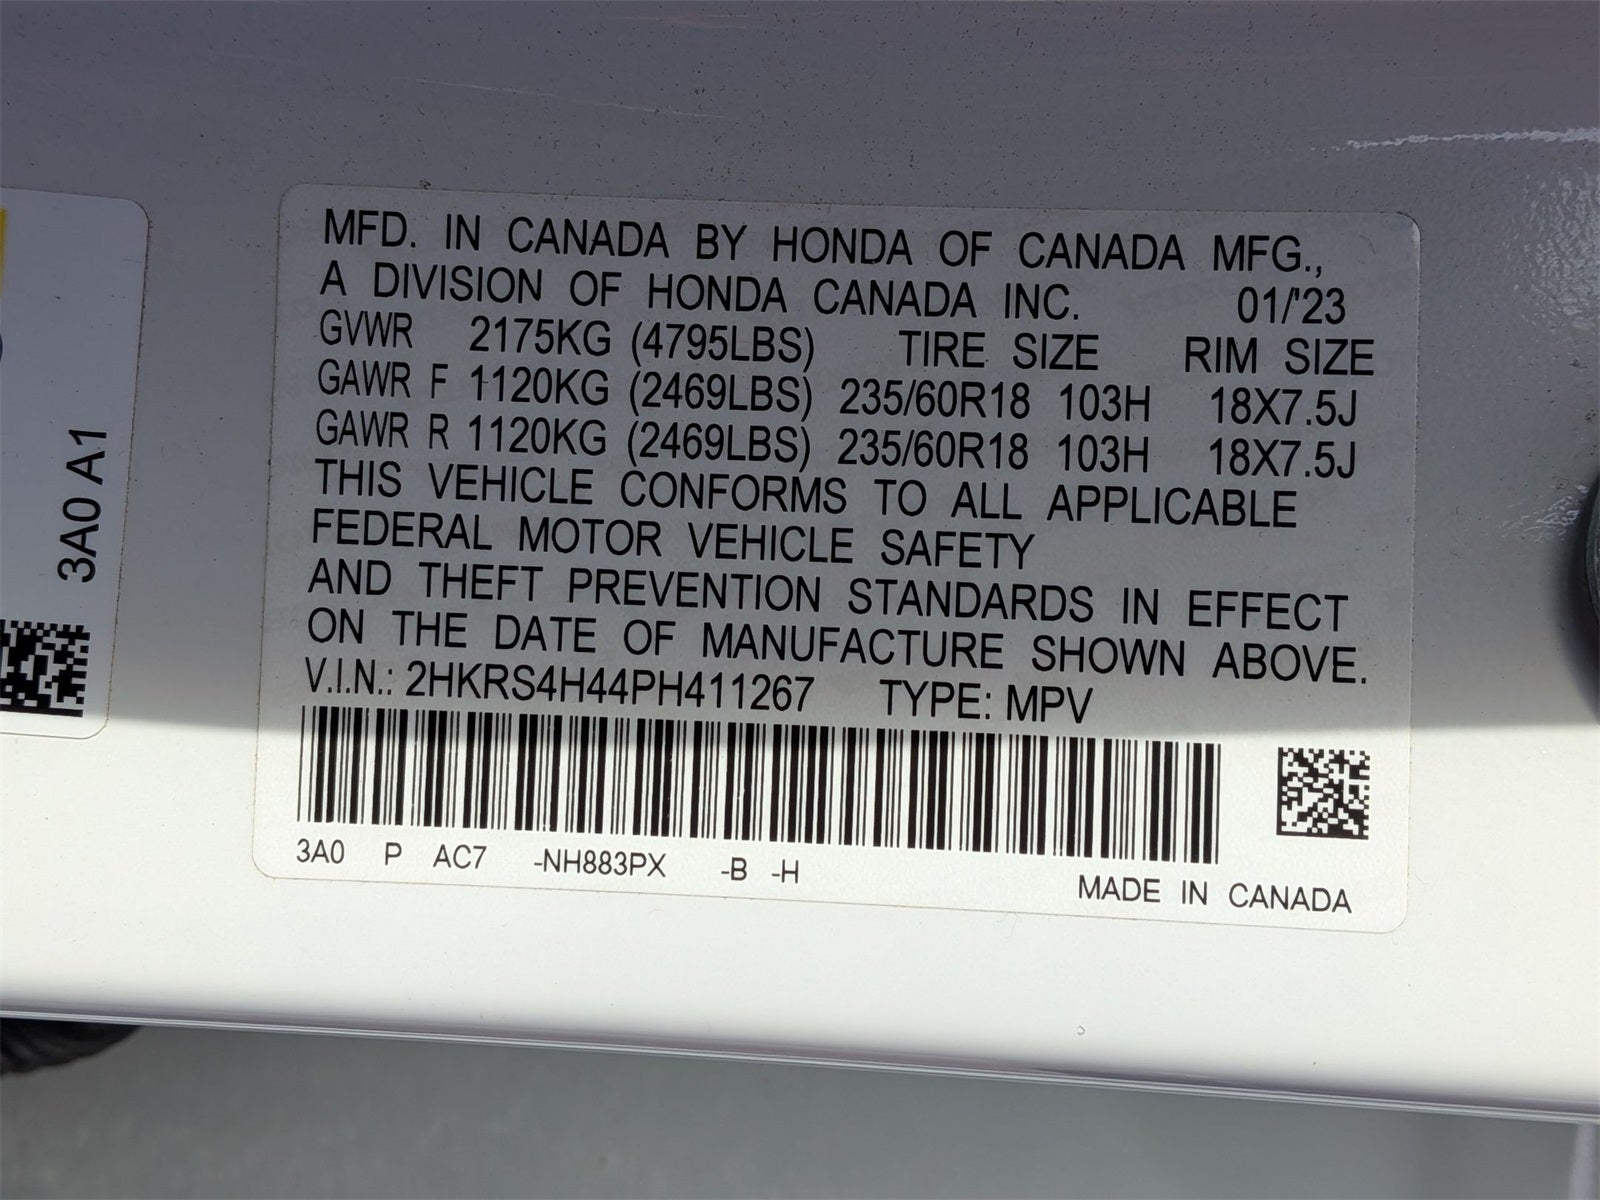 MFD. IN CANADA BY HONDA OF CANADA MFG.,
A DIVISION OF HONDA CANADA INC. 01/'23
GVWR 2175KG (4795LBS) TIRE SIZE RIM SIZE
GAWR F 1120KG (2469LBS) 235/60R18 103H 18X7.5J
GAWR R 1120KG (2469LBS) 235/60R18 103H 18X7.5J
THIS VEHICLE CONFORMS TO ALL APPLICABLE
FEDERAL MOTOR VEHICLE SAFETY
AND THEFT PREVENTION STANDARDS IN EFFECT
ON THE DATE OF MANUFACTURE SHOWN ABOVE.
V.I.N.: 2HKRS4H44PH411267 TYPE: MPV
3A0 P AC7 -NH883PX -B -H
MADE IN CANADA
3A0 A1